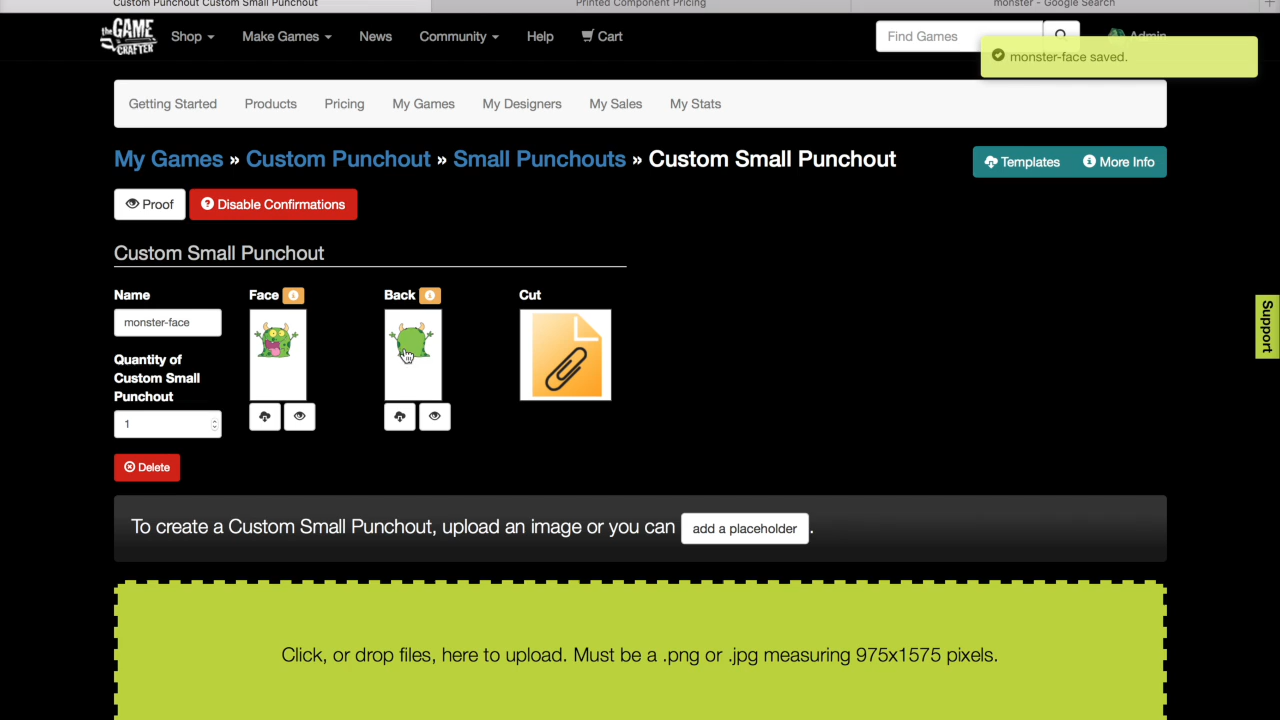 Custom Punchout Custom Small Punchout
Printed Component Pricing
monster - Google Search
the GAME CRAFTER
Shop
Make Games
News
Community
Help
Cart
Find Games
Admin
monster-face saved.
Getting Started
Products
Pricing
My Games
My Designers
My Sales
My Stats
My Games » Custom Punchout » Small Punchouts » Custom Small Punchout
Templates
More Info
Proof
Disable Confirmations
Custom Small Punchout
Name
Face
Back
Cut
monster-face
Quantity of
Custom Small
Punchout
1
Delete
Support
To create a Custom Small Punchout, upload an image or you can add a placeholder.
Click, or drop files, here to upload. Must be a .png or .jpg measuring 975x1575 pixels.